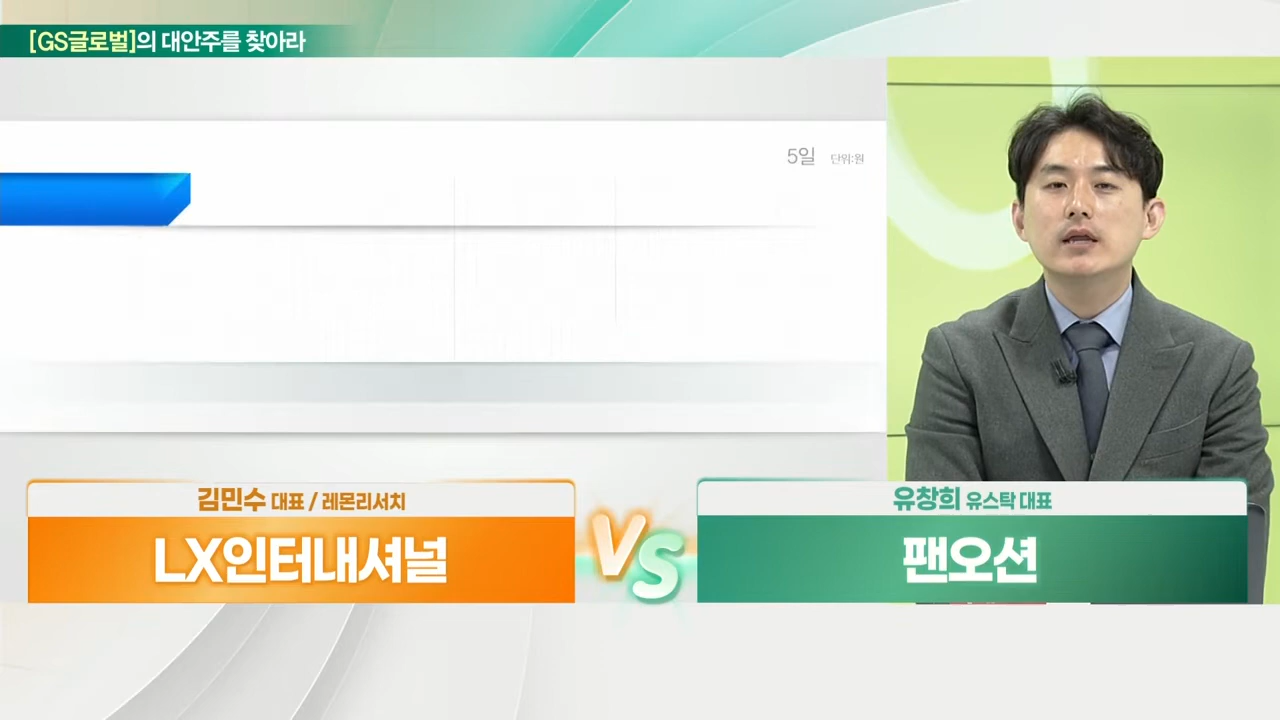 [GS글로벌]의 대안주를 찾아라
5일 단위:원
김민수 대표 / 레몬리서치
LX인터내셔널
VS
유창희 유스탁 대표
팬오션